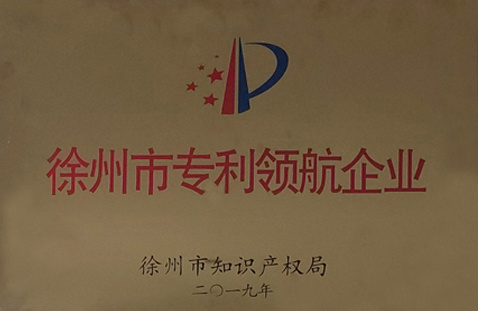 徐州市专利领航企业
徐州市知识产权局
二〇一九年